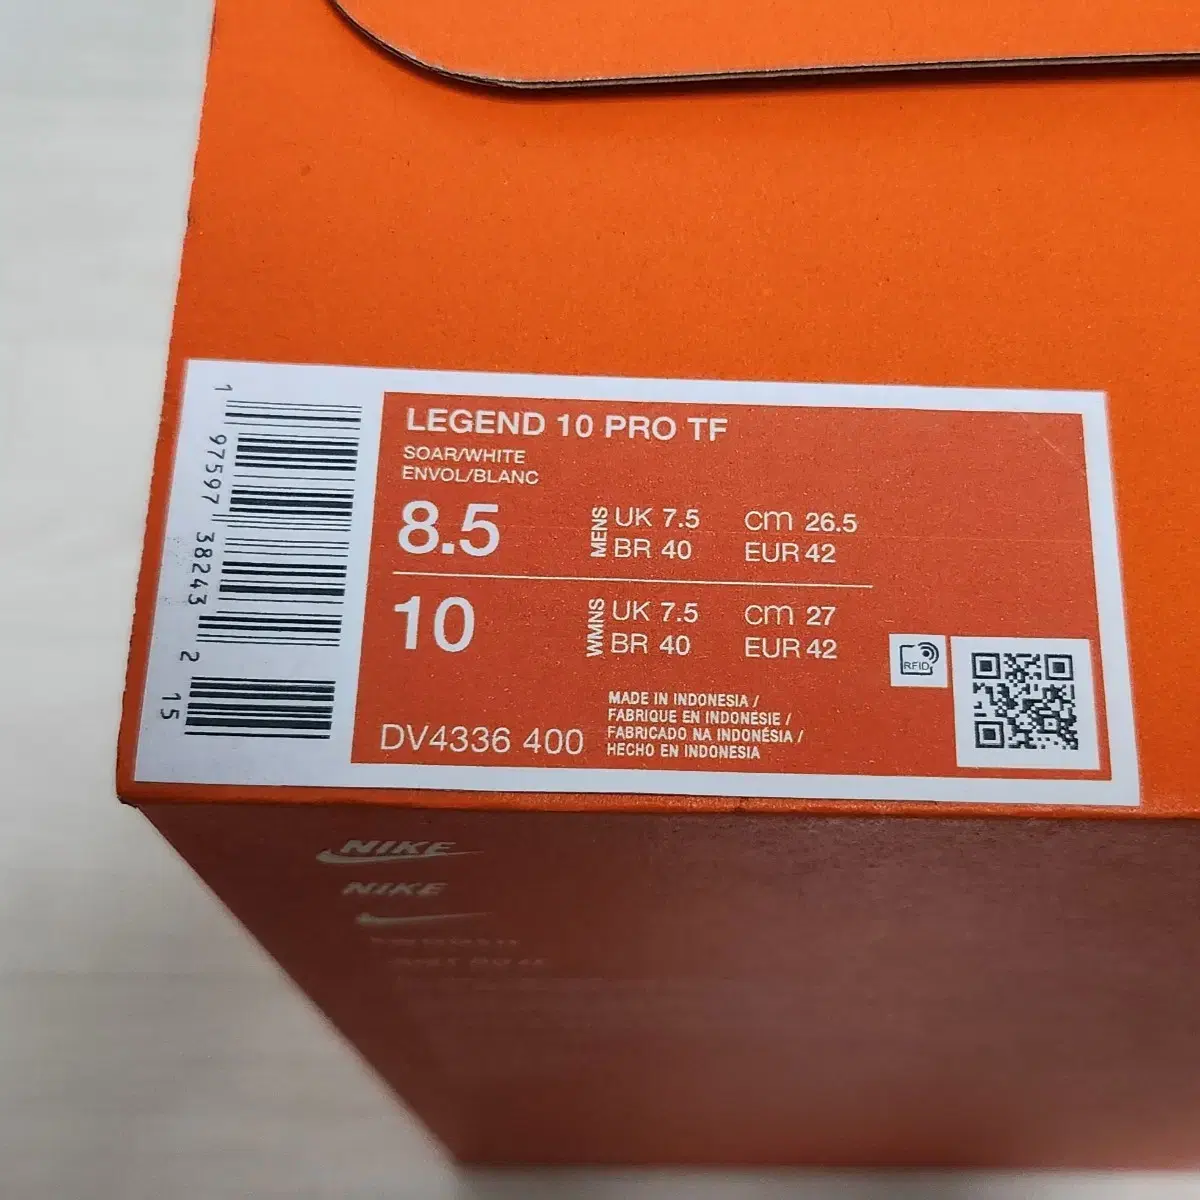 LEGEND 10 PRO TF
SOAR/WHITE
ENVOL/BLANC
8.5
MENS
UK 7.5
cm 26.5
BR 40
EUR 42
10
WMNS
UK 7.5
cm 27
BR 40
EUR 42
RFID
DV4336 400
MADE IN INDONESIA /
FABRIQUE EN INDONÉSIE /
FABRICADO NA INDONÉSIA /
HECHO EN INDONESIA
1 97597 38243 2 15
NIKE
NIKE